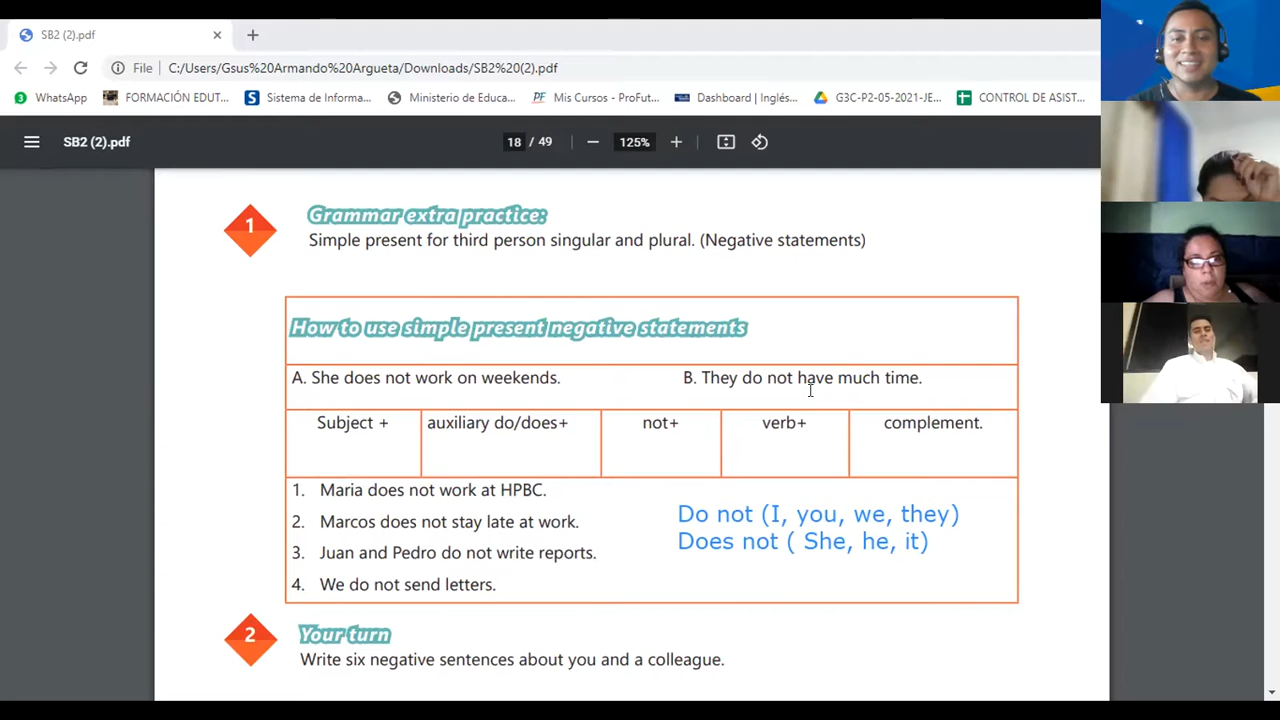 SB2 (2).pdf
File C:/Users/Gsus%20Armando%20Argueta/Downloads/SB2%20(2).pdf
3 WhatsApp FORMACIÓN EDUT... S Sistema de Informa... Ministerio de Educa... PF Mis Cursos - ProFut... Dashboard | Inglés... G3C-P2-05-2021-JE... CONTROL DE ASIST...
SB2 (2).pdf 18 / 49 125%
1 Grammar extra practice:
Simple present for third person singular and plural. (Negative statements)
How to use simple present negative statements
A. She does not work on weekends. B. They do not have much time.
Subject + auxiliary do/does+ not+ verb+ complement.
1. Maria does not work at HPBC.
2. Marcos does not stay late at work.
3. Juan and Pedro do not write reports.
4. We do not send letters.
Do not (I, you, we, they)
Does not ( She, he, it)
2 Your turn
Write six negative sentences about you and a colleague.